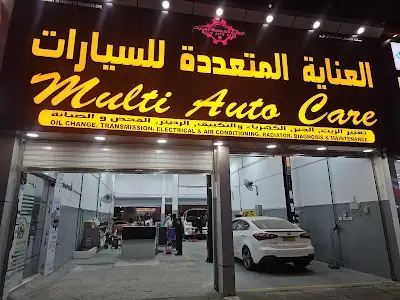 العناية المتعددة للسيارات
Multi Auto Care
تغيير الزيت, الجير, الكهرباء والتكييف, الرديتر, الفحص و الصيانة
OIL CHANGE, TRANSMISSION, ELECTRICAL & AIR CONDITIONING, RADIATOR, DIAGNOSIS & MAINTENANCE